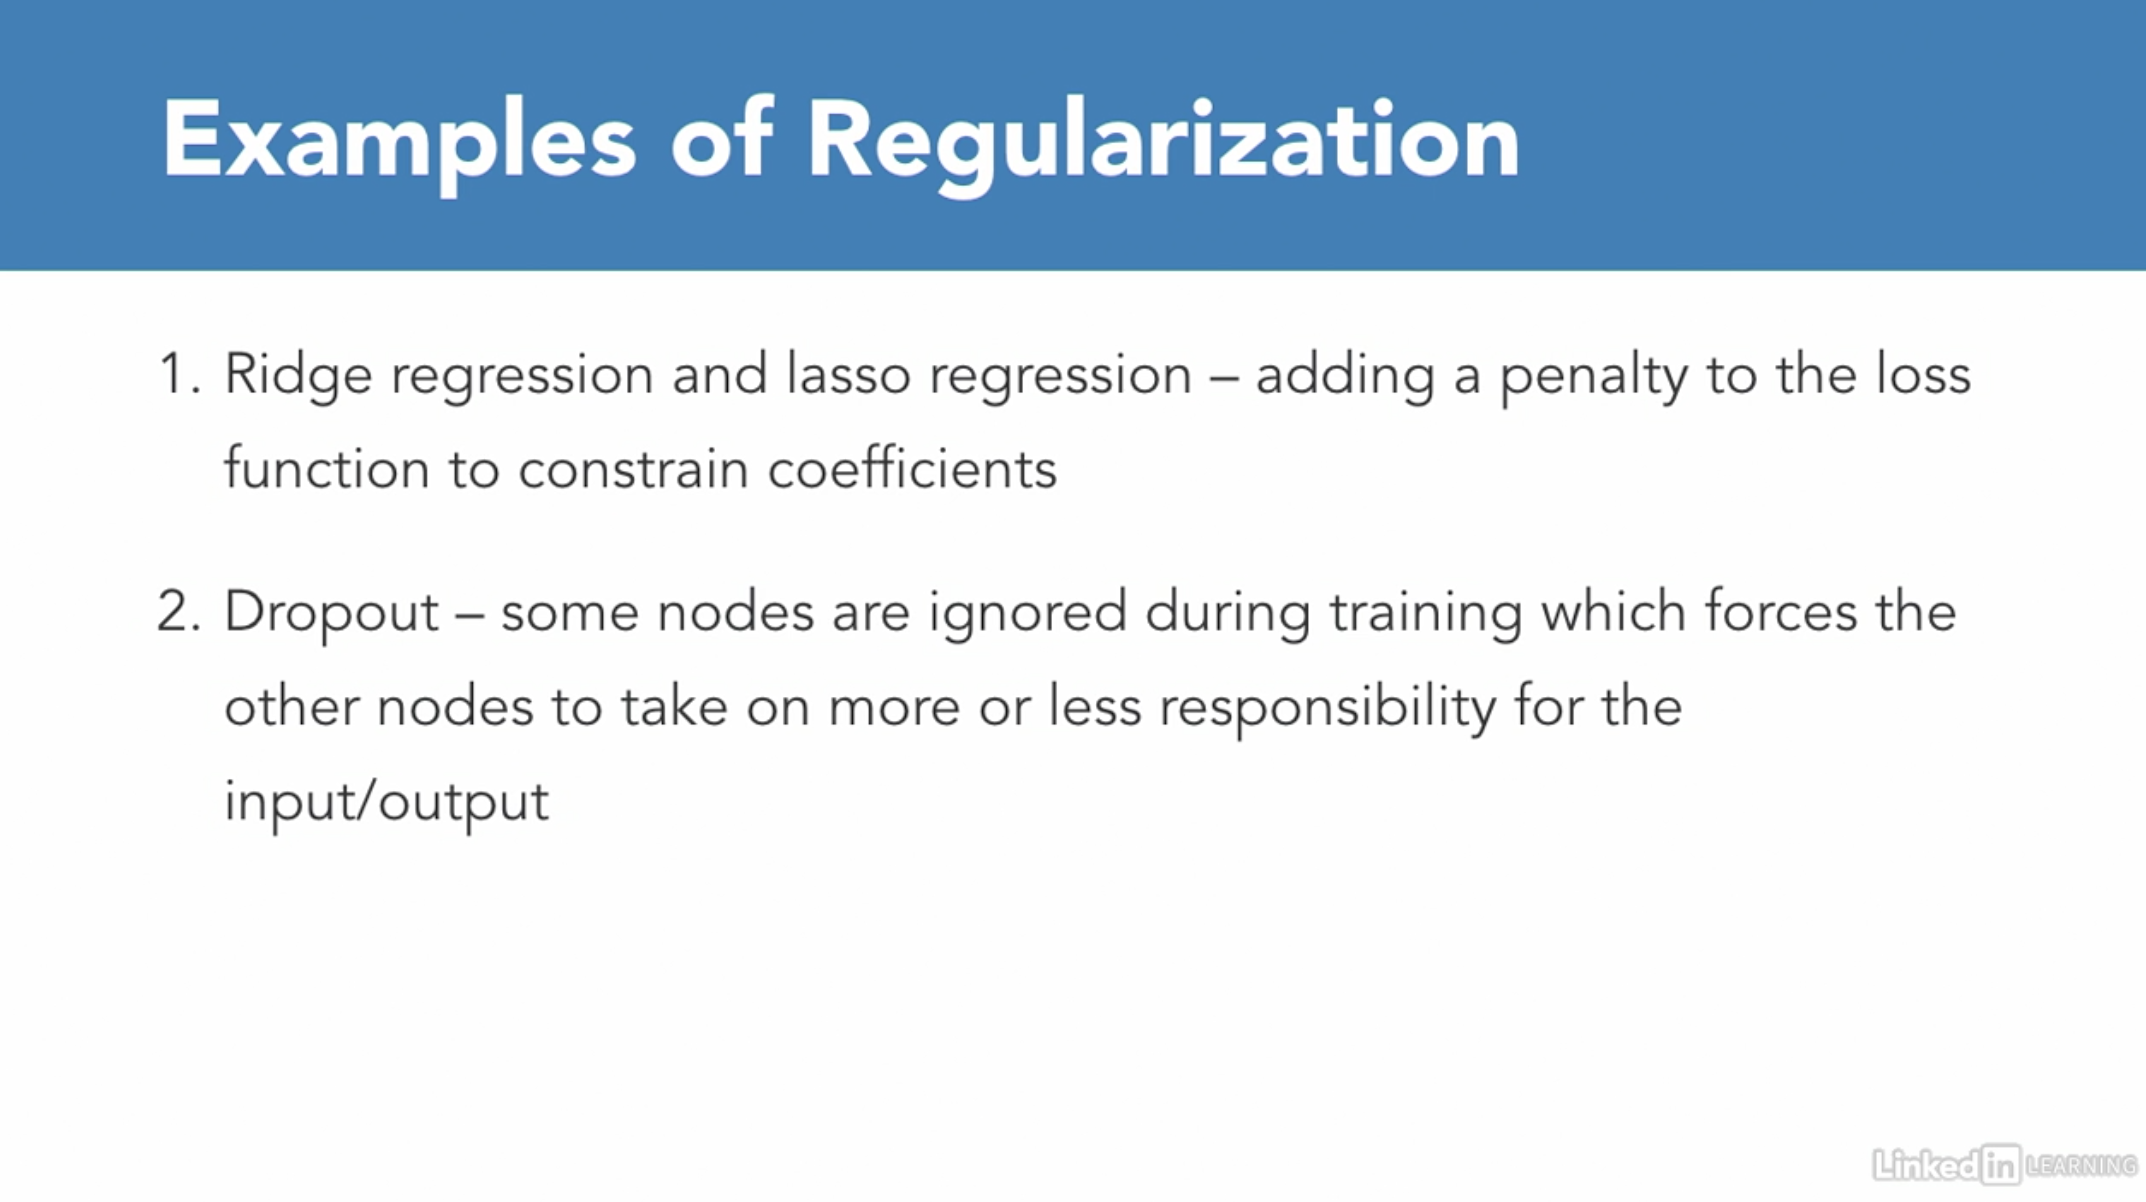 Examples of Regularization
1. Ridge regression and lasso regression – adding a penalty to the loss
function to constrain coefficients
2. Dropout – some nodes are ignored during training which forces the
other nodes to take on more or less responsibility for the
input/output
Linked in LEARNING